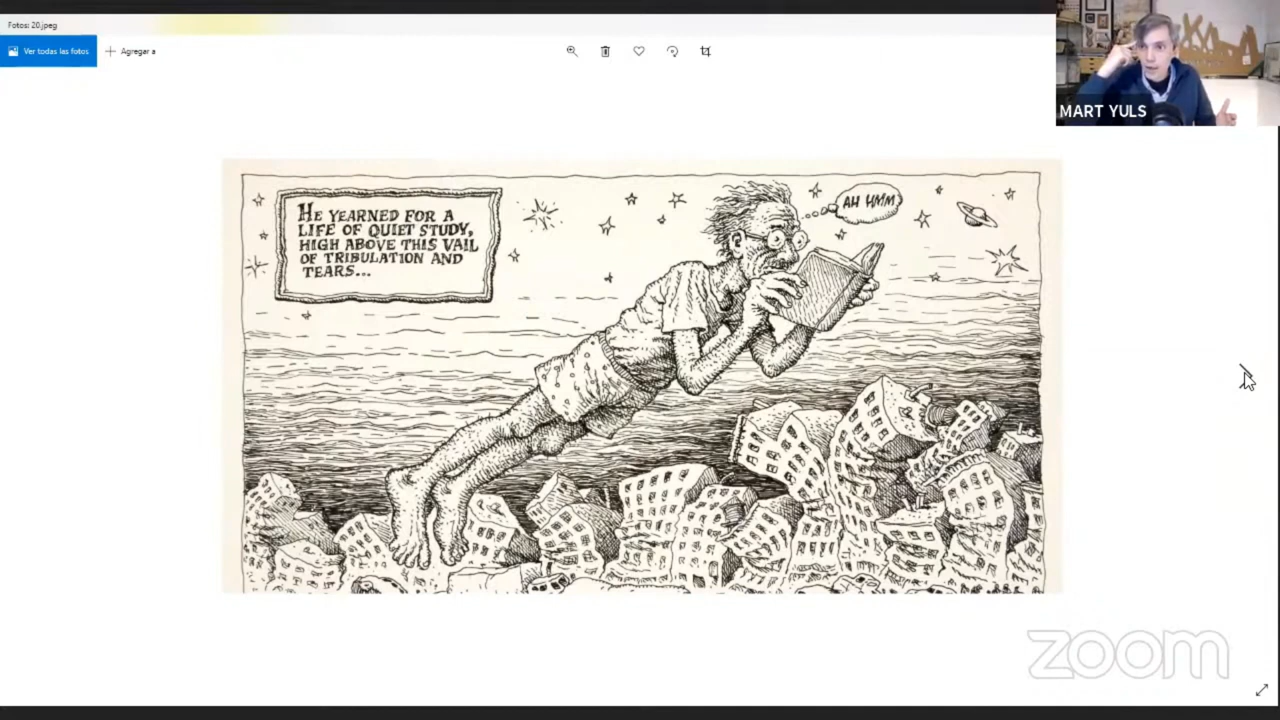 Fotos: 20.jpeg
Ver todas las fotos
Agregar a
MART YULS
HE YEARNED FOR A
LIFE OF QUIET STUDY,
HIGH ABOVE THIS VAIL
OF TRIBULATION AND
TEARS...
AH HMM
zoom